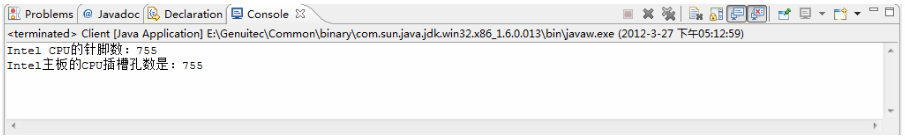 Problems @ Javadoc Declaration Console
<terminated> Client [Java Application] E:\Genuitec\Common\binary\com.sun.java.jdk.win32.x86_1.6.0.013\bin\javaw.exe (2012-3-27 下午05:12:59)
Intel CPU的针脚数：755
Intel主板的CPU插槽孔数是：755